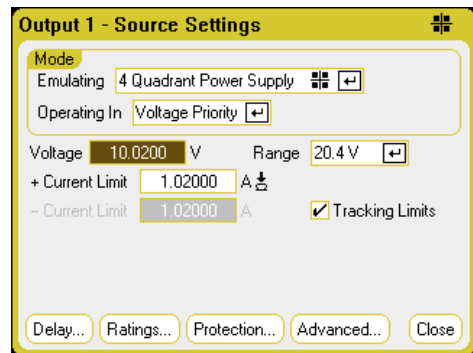 Output 1 - Source Settings
Mode
Emulating 4 Quadrant Power Supply
Operating In Voltage Priority
Voltage 10.0200 V Range 20.4 V
+ Current Limit 1.02000 A
- Current Limit 1.02000 A Tracking Limits
Delay... Ratings... Protection... Advanced... Close